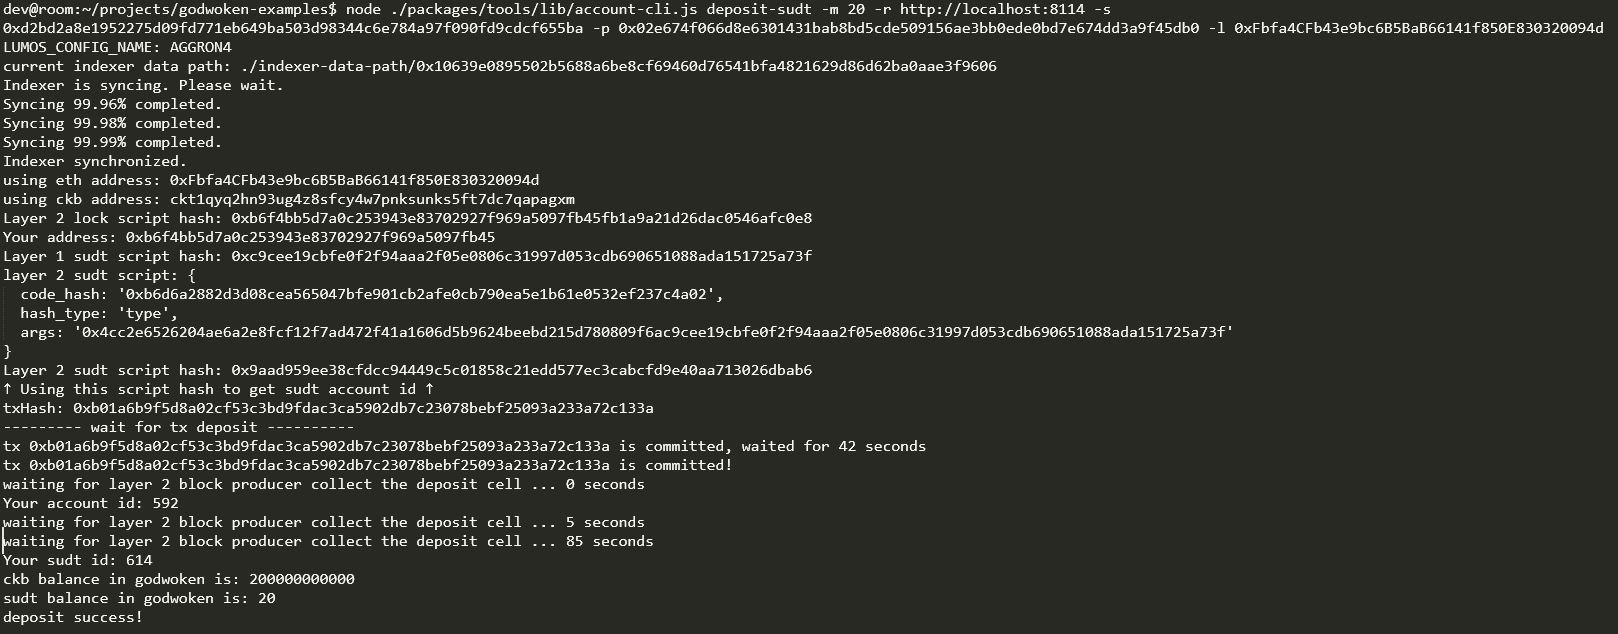 dev@room:~/projects/godwoken-examples$ node ./packages/tools/lib/account-cli.js deposit-sudt -m 20 -r http://localhost:8114 -s
0xd2bd2a8e1952275d09fd771eb649ba503d98344c6e784a97f090fd9cdcf655ba -p 0x02e674f066d8e6301431bab8bd5cde509156ae3bb0ede0bd7e674dd3a9f45db0 -l 0xFbfa4CFb43e9bc6B5BaB66141f850E830320094d
LUMOS_CONFIG_NAME: AGGRON4
current indexer data path: ./indexer-data-path/0x10639e0895502b5688a6be8cf69460d76541bfa4821629d86d62ba0aae3f9606
Indexer is syncing. Please wait.
Syncing 99.96% completed.
Syncing 99.98% completed.
Syncing 99.99% completed.
Indexer synchronized.
using eth address: 0xFbfa4CFb43e9bc6B5BaB66141f850E830320094d
using ckb address: ckt1qyq2hn93ug4z8sfcy4w7pnksunks5ft7dc7qapagxm
Layer 2 lock script hash: 0xb6f4bb5d7a0c253943e83702927f969a5097fb45fb1a9a21d26dac0546afc0e8
Your address: 0xb6f4bb5d7a0c253943e83702927f969a5097fb45
Layer 1 sudt script hash: 0xc9cee19cbfe0f2f94aaa2f05e0806c31997d053cdb690651088ada151725a73f
layer 2 sudt script: {
  code_hash: '0xb6d6a2882d3d08cea565047bfe901cb2afe0cb790ea5e1b61e0532ef237c4a02',
  hash_type: 'type',
  args: '0x4cc2e6526204ae6a2e8fcf12f7ad472f41a1606d5b9624beebd215d780809f6ac9cee19cbfe0f2f94aaa2f05e0806c31997d053cdb690651088ada151725a73f'
}
Layer 2 sudt script hash: 0x9aad959ee38cfdcc94449c5c01858c21edd577ec3cabcfd9e40aa713026dbab6
↑ Using this script hash to get sudt account id ↑
txHash: 0xb01a6b9f5d8a02cf53c3bd9fdac3ca5902db7c23078bebf25093a233a72c133a
--------- wait for tx deposit ----------
tx 0xb01a6b9f5d8a02cf53c3bd9fdac3ca5902db7c23078bebf25093a233a72c133a is committed, waited for 42 seconds
tx 0xb01a6b9f5d8a02cf53c3bd9fdac3ca5902db7c23078bebf25093a233a72c133a is committed!
waiting for layer 2 block producer collect the deposit cell ... 0 seconds
Your account id: 592
waiting for layer 2 block producer collect the deposit cell ... 5 seconds
waiting for layer 2 block producer collect the deposit cell ... 85 seconds
Your sudt id: 614
ckb balance in godwoken is: 200000000000
sudt balance in godwoken is: 20
deposit success!